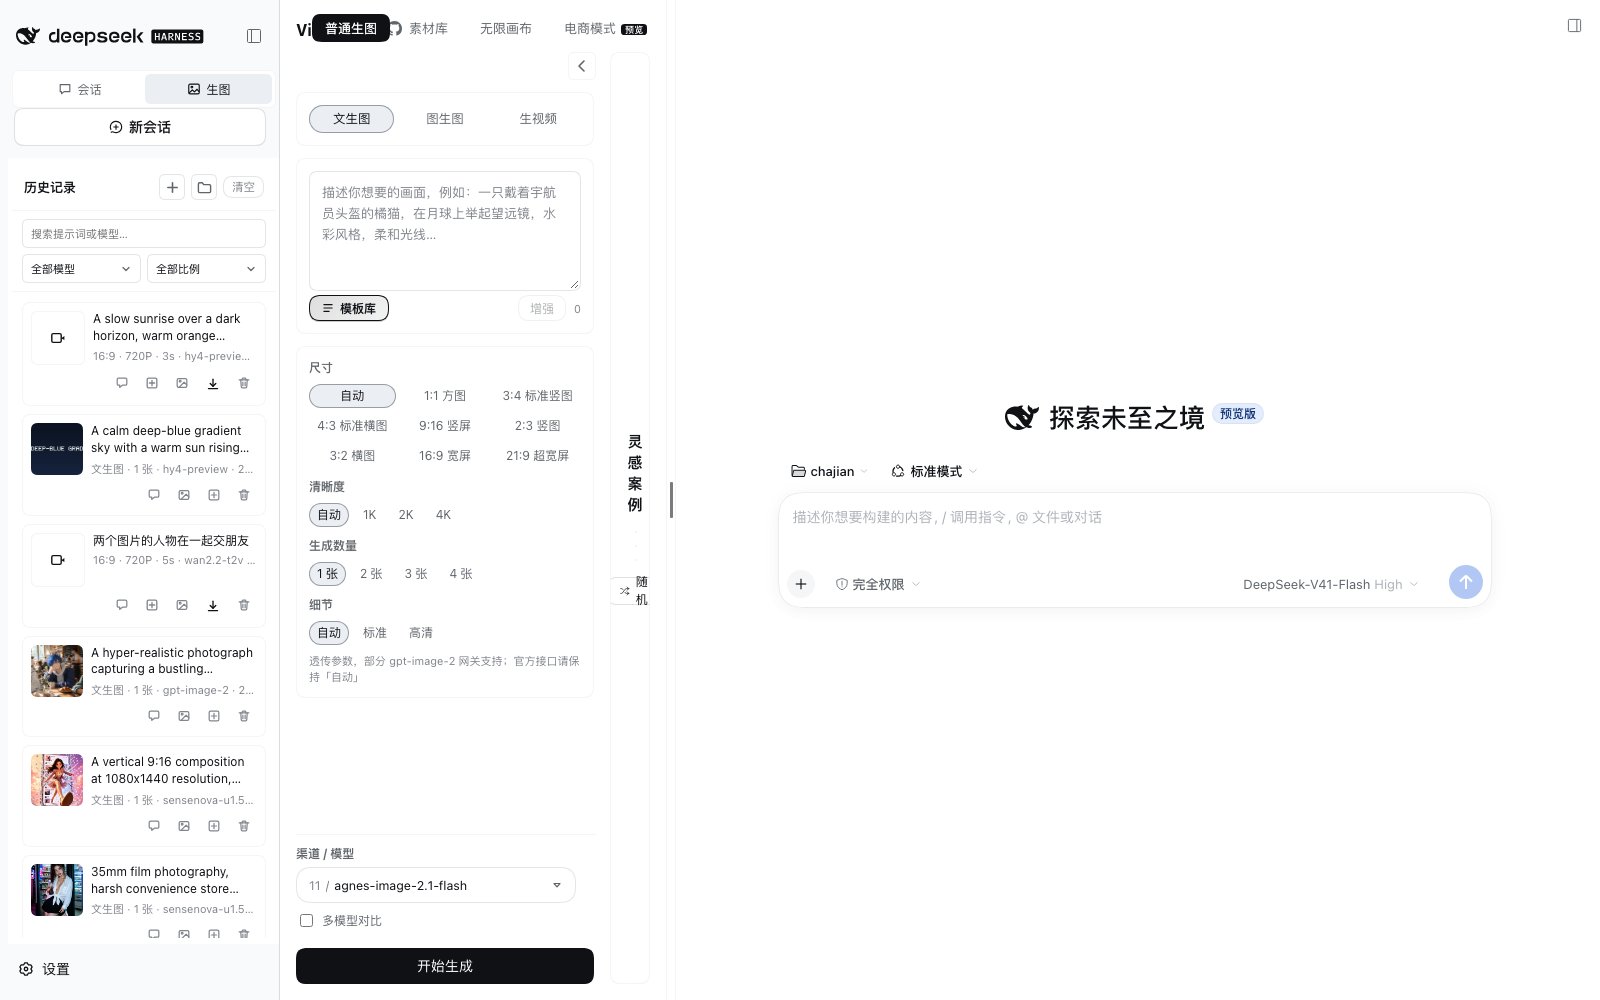 deepseek HARNESS
会话
生图
新会话
历史记录
清空
搜索提示词或模型...
全部模型
全部比例
A slow sunrise over a dark
horizon, warm orange...
16:9 · 720P · 3s · hy4-previe...
A calm deep-blue gradient
sky with a warm sun rising...
文生图 · 1 张 · hy4-preview · 2...
DEEP-BLUE GRAD
两个图片的人物在一起交朋友
16:9 · 720P · 5s · wan2.2-t2v ...
A hyper-realistic photograph
capturing a bustling...
文生图 · 1 张 · gpt-image-2 · 2...
A vertical 9:16 composition
at 1080x1440 resolution,...
文生图 · 1 张 · sensenova-u1.5...
35mm film photography,
harsh convenience store...
文生图 · 1 张 · sensenova-u1.5...
设置
Vi
普通生图
素材库
无限画布
电商模式 预览
文生图
图生图
生视频
描述你想要的画面，例如：一只戴着宇航
员头盔的橘猫，在月球上举起望远镜，水
彩风格，柔和光线...
模板库
增强
0
尺寸
自动
1:1 方图
3:4 标准竖图
4:3 标准横图
9:16 竖屏
2:3 竖图
3:2 横图
16:9 宽屏
21:9 超宽屏
清晰度
自动
1K
2K
4K
生成数量
1 张
2 张
3 张
4 张
细节
自动
标准
高清
透传参数，部分 gpt-image-2 网关支持；官方接口请保
持「自动」
渠道 / 模型
11 / agnes-image-2.1-flash
多模型对比
开始生成
灵感案例
随机
探索未至之境 预览版
chajian
标准模式
描述你想要构建的内容, / 调用指令, @ 文件或对话
完全权限
DeepSeek-V41-Flash High